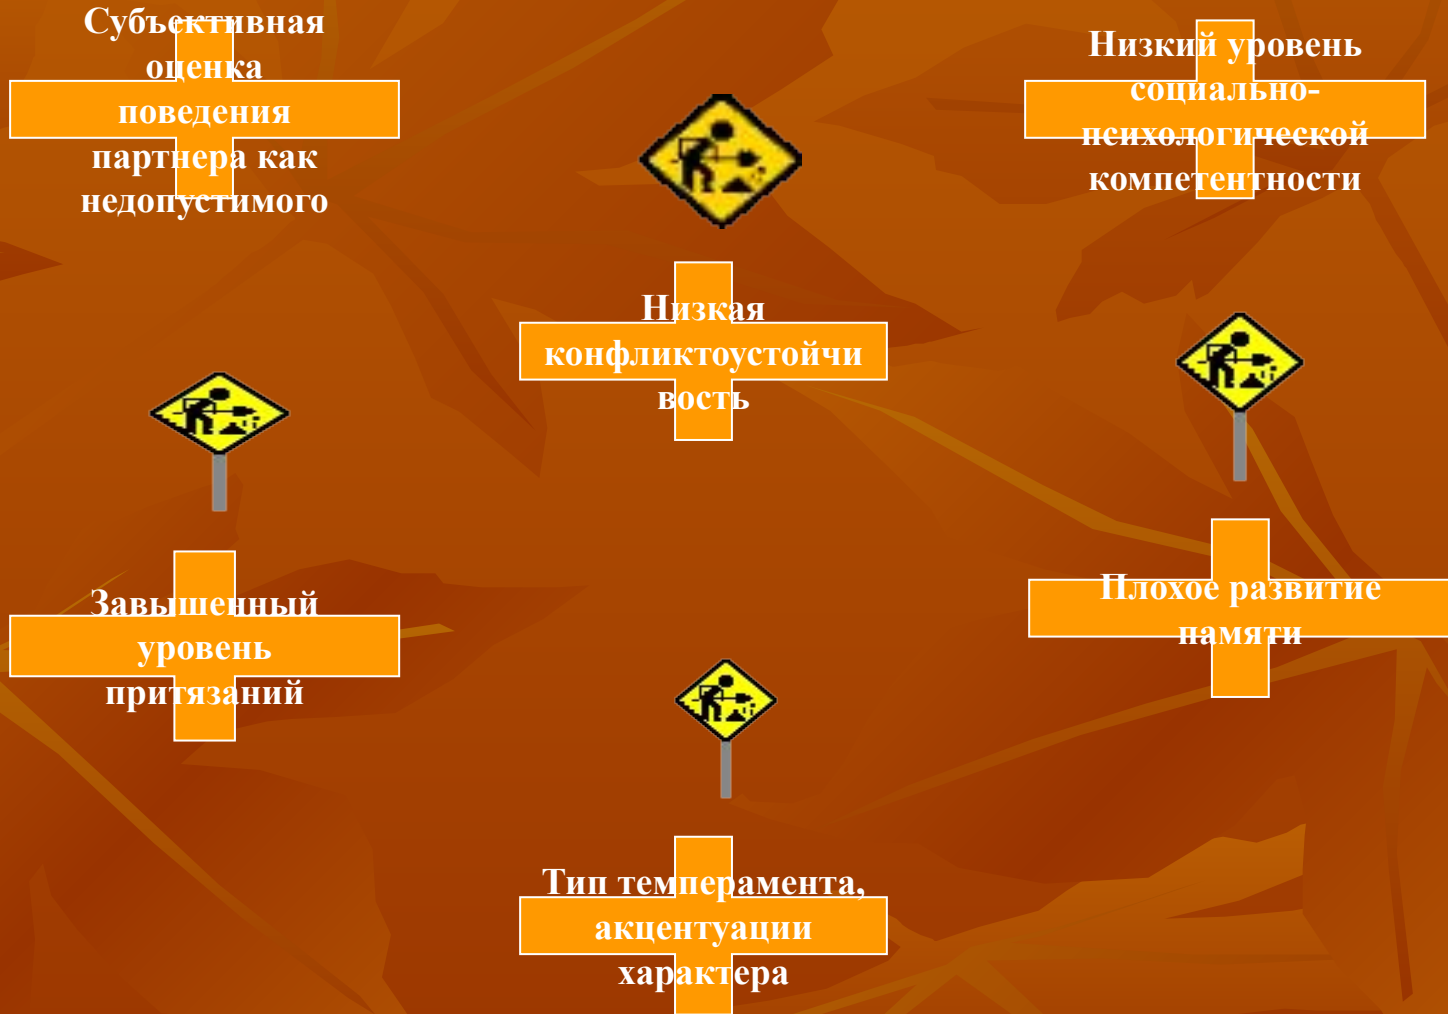 Субъективная
оценка
поведения
партнера как
недопустимого
Низкий уровень
социально-
психологической
компетентности
Низкая
конфликтоустойчи
вость
Завышенный
уровень
притязаний
Плохое развитие
памяти
Тип темперамента,
акцентуации
характера